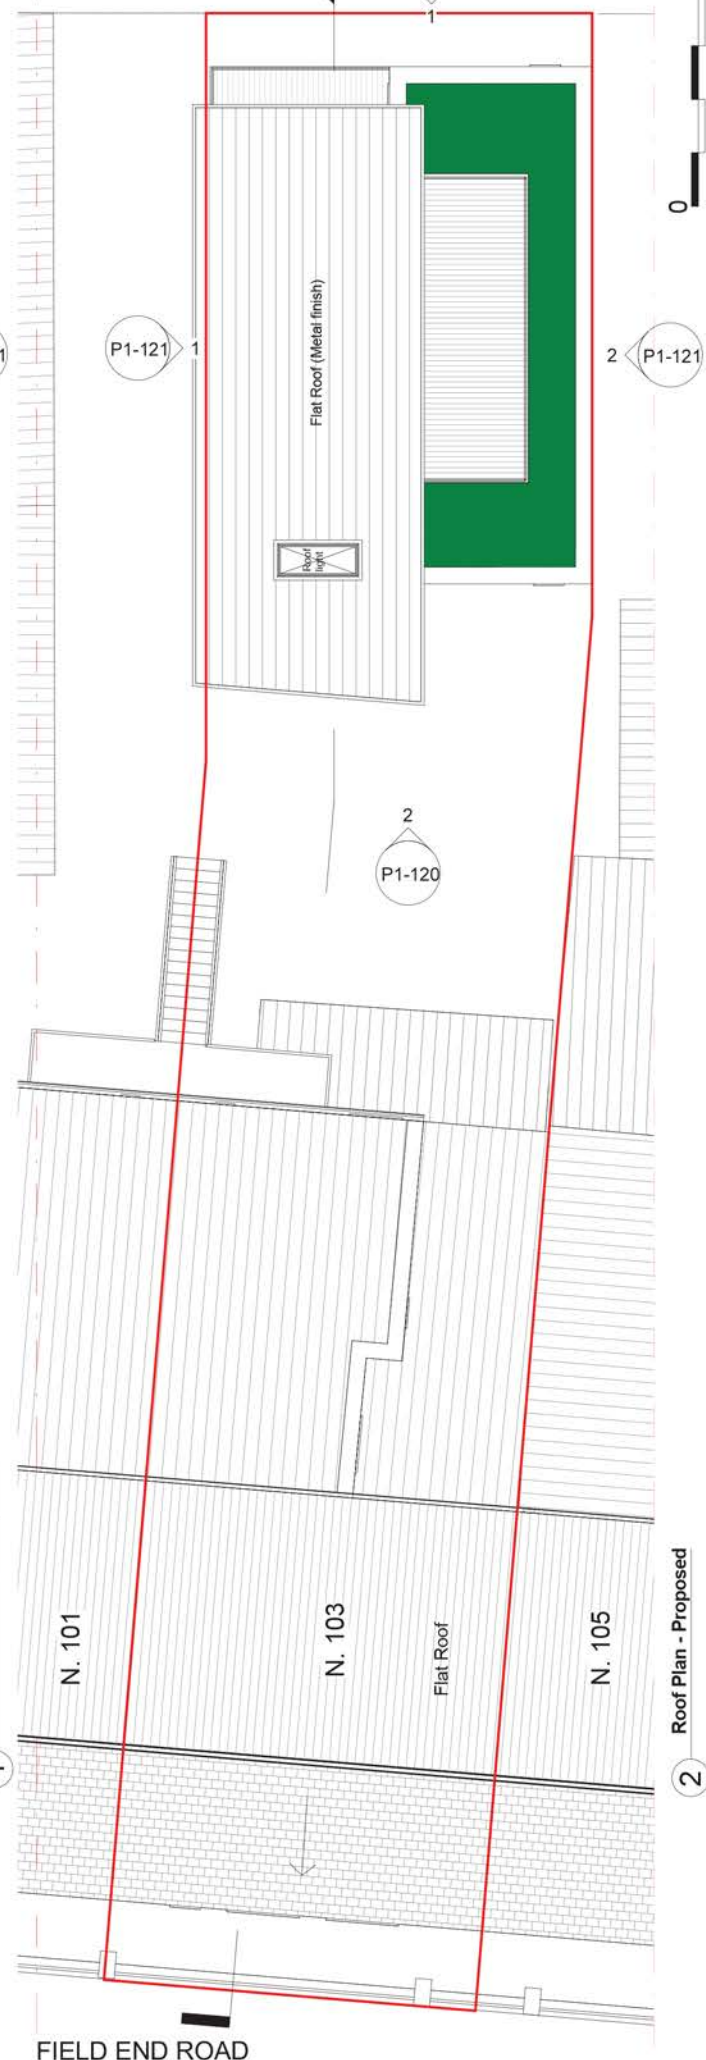 1
0
Flat Roof (Metal finish)
P1-121
1
2
P1-121
1
Roof
light
2
P1-120
N. 101
N. 103
Flat Roof
N. 105
2
Roof Plan - Proposed
FIELD END ROAD